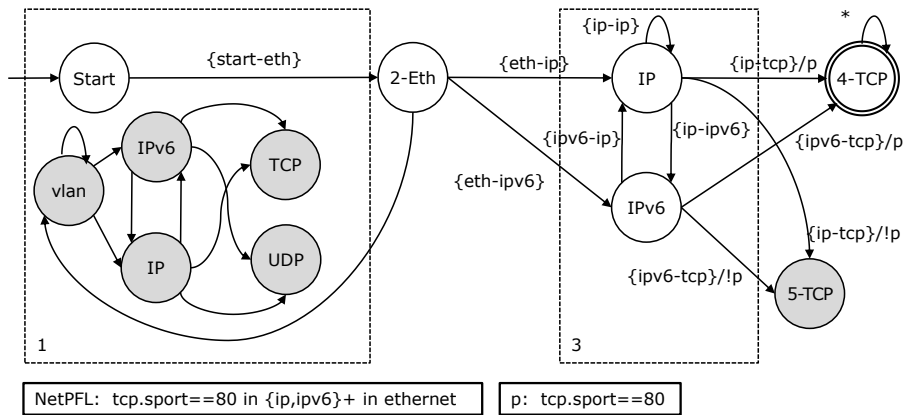 *
{ip-ip}
{start-eth}
{eth-ip}
{ip-tcp}/p
Start
2-Eth
IP
4-TCP
IPv6
{ipv6-ip}
{ip-ipv6}
{ipv6-tcp}/p
TCP
vlan
{eth-ipv6}
IPv6
{ip-tcp}/!p
IP
UDP
{ipv6-tcp}/!p
5-TCP
1
3
NetPFL: tcp.sport==80 in {ip,ipv6}+ in ethernet
p: tcp.sport==80